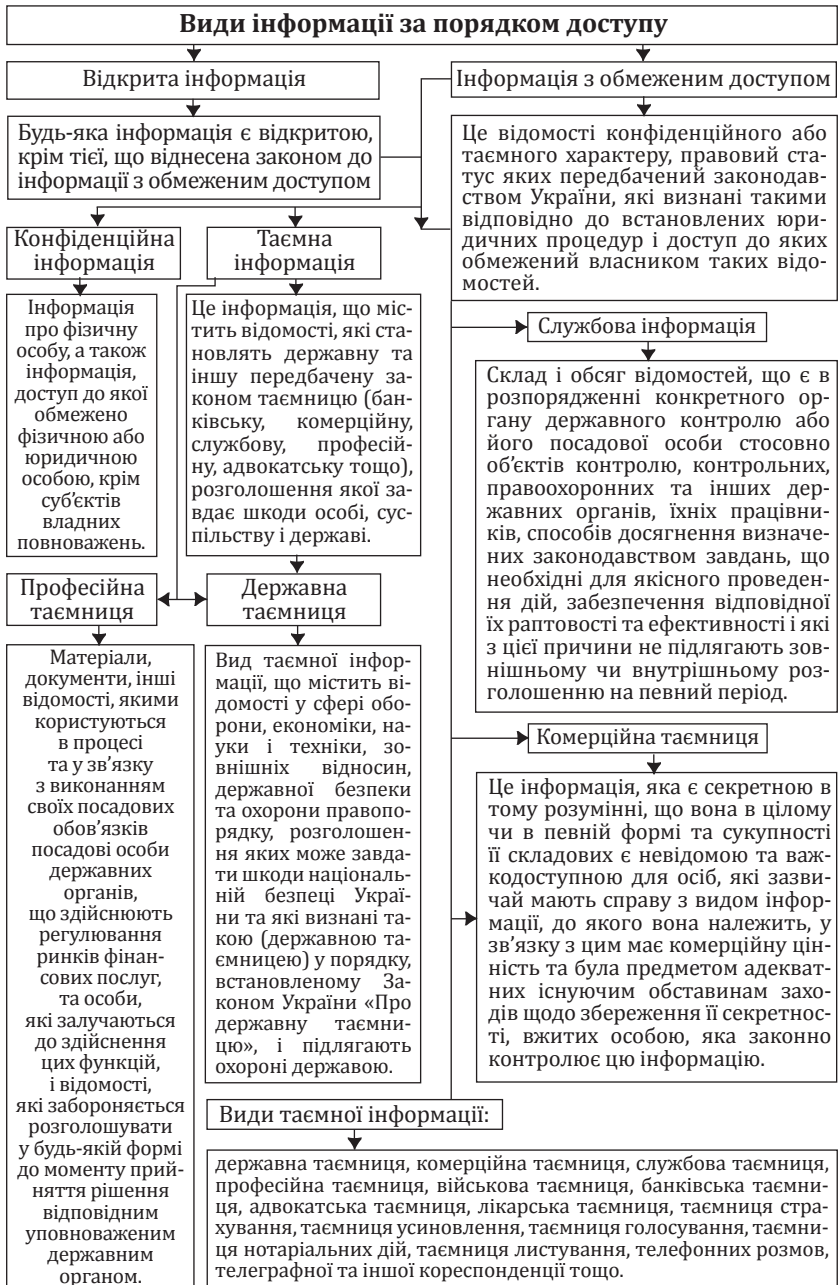 Види інформації за порядком доступу
Відкрита інформація
Інформація з обмеженим доступом
Будь-яка інформація є відкритою,
крім тієї, що віднесена законом до
інформації з обмеженим доступом
Це відомості конфіденційного або
таємного характеру, правовий ста-
тус яких передбачений законодав-
ством України, які визнані такими
відповідно до встановлених юри-
дичних процедур і доступ до яких
обмежений власником таких відо-
мостей.
Конфіденційна
інформація
Таємна
інформація
Інформація
про фізичну
особу, а також
інформація,
доступ до якої
обмежено
фізичною або
юридичною
особою, крім
суб’єктів
владних
повноважень.
Це інформація, що міс-
тить відомості, які ста-
новлять державну та
іншу передбачену за-
коном таємницю (бан-
ківську, комерційну,
службову, професій-
ну, адвокатську тощо),
розголошення якої за-
вдає шкоди особі, сус-
пільству і державі.
Службова інформація
Склад і обсяг відомостей, що є в
розпорядженні конкретного ор-
гану державного контролю або
його посадової особи стосовно
об’єктів контролю, контрольних,
правоохоронних та інших дер-
жавних органів, їхніх працівни-
ків, способів досягнення визначе-
них законодавством завдань, що
необхідні для якісного проведен-
ня дій, забезпечення відповідної
їх раптовості та ефективності і які
з цієї причини не підлягають зов-
нішньому чи внутрішньому роз-
голошенню на певний період.
Професійна
таємниця
Державна
таємниця
Матеріали,
документи, інші
відомості, якими
користуються
в процесі
та у зв’язку
з виконанням
своїх посадових
обов’язків
посадові особи
державних
органів,
що здійснюють
регулювання
ринків фінан-
сових послуг,
та особи,
які залучаються
до здійснення
цих функцій,
і відомості,
які забороняється
розголошувати
у будь-якій формі
до моменту прий-
няття рішення
відповідним
уповноваженим
державним
органом.
Вид таємної інфор-
мації, що містить ві-
домості у сфері обо-
рони, економіки, на-
уки і техніки, зо-
внішніх відносин,
державної безпеки
та охорони правопо-
рядку, розголошен-
ня яких може завда-
ти шкоди національ-
ній безпеці Украї-
ни та які визнані та-
кою (державною та-
ємницею) у порядку,
встановленому За-
коном України «Про
державну таємни-
цю», і підлягають
охороні державою.
Комерційна таємниця
Це інформація, яка є секретною в
тому розумінні, що вона в цілому
чи в певній формі та сукупності
її складових є невідомою та важ-
кодоступною для осіб, які зазви-
чай мають справу з видом інфор-
мації, до якого вона належить, у
зв’язку з цим має комерційну цін-
ність та була предметом адекват-
них існуючим обставинам захо-
дів щодо збереження її секретнос-
ті, вжитих особою, яка законно
контролює цю інформацію.
Види таємної інформації:
державна таємниця, комерційна таємниця, службова таємниця,
професійна таємниця, військова таємниця, банківська таємни-
ця, адвокатська таємниця, лікарська таємниця, таємниця стра-
хування, таємниця усиновлення, таємниця голосування, таємни-
ця нотаріальних дій, таємниця листування, телефонних розмов,
телеграфної та іншої кореспонденції тощо.